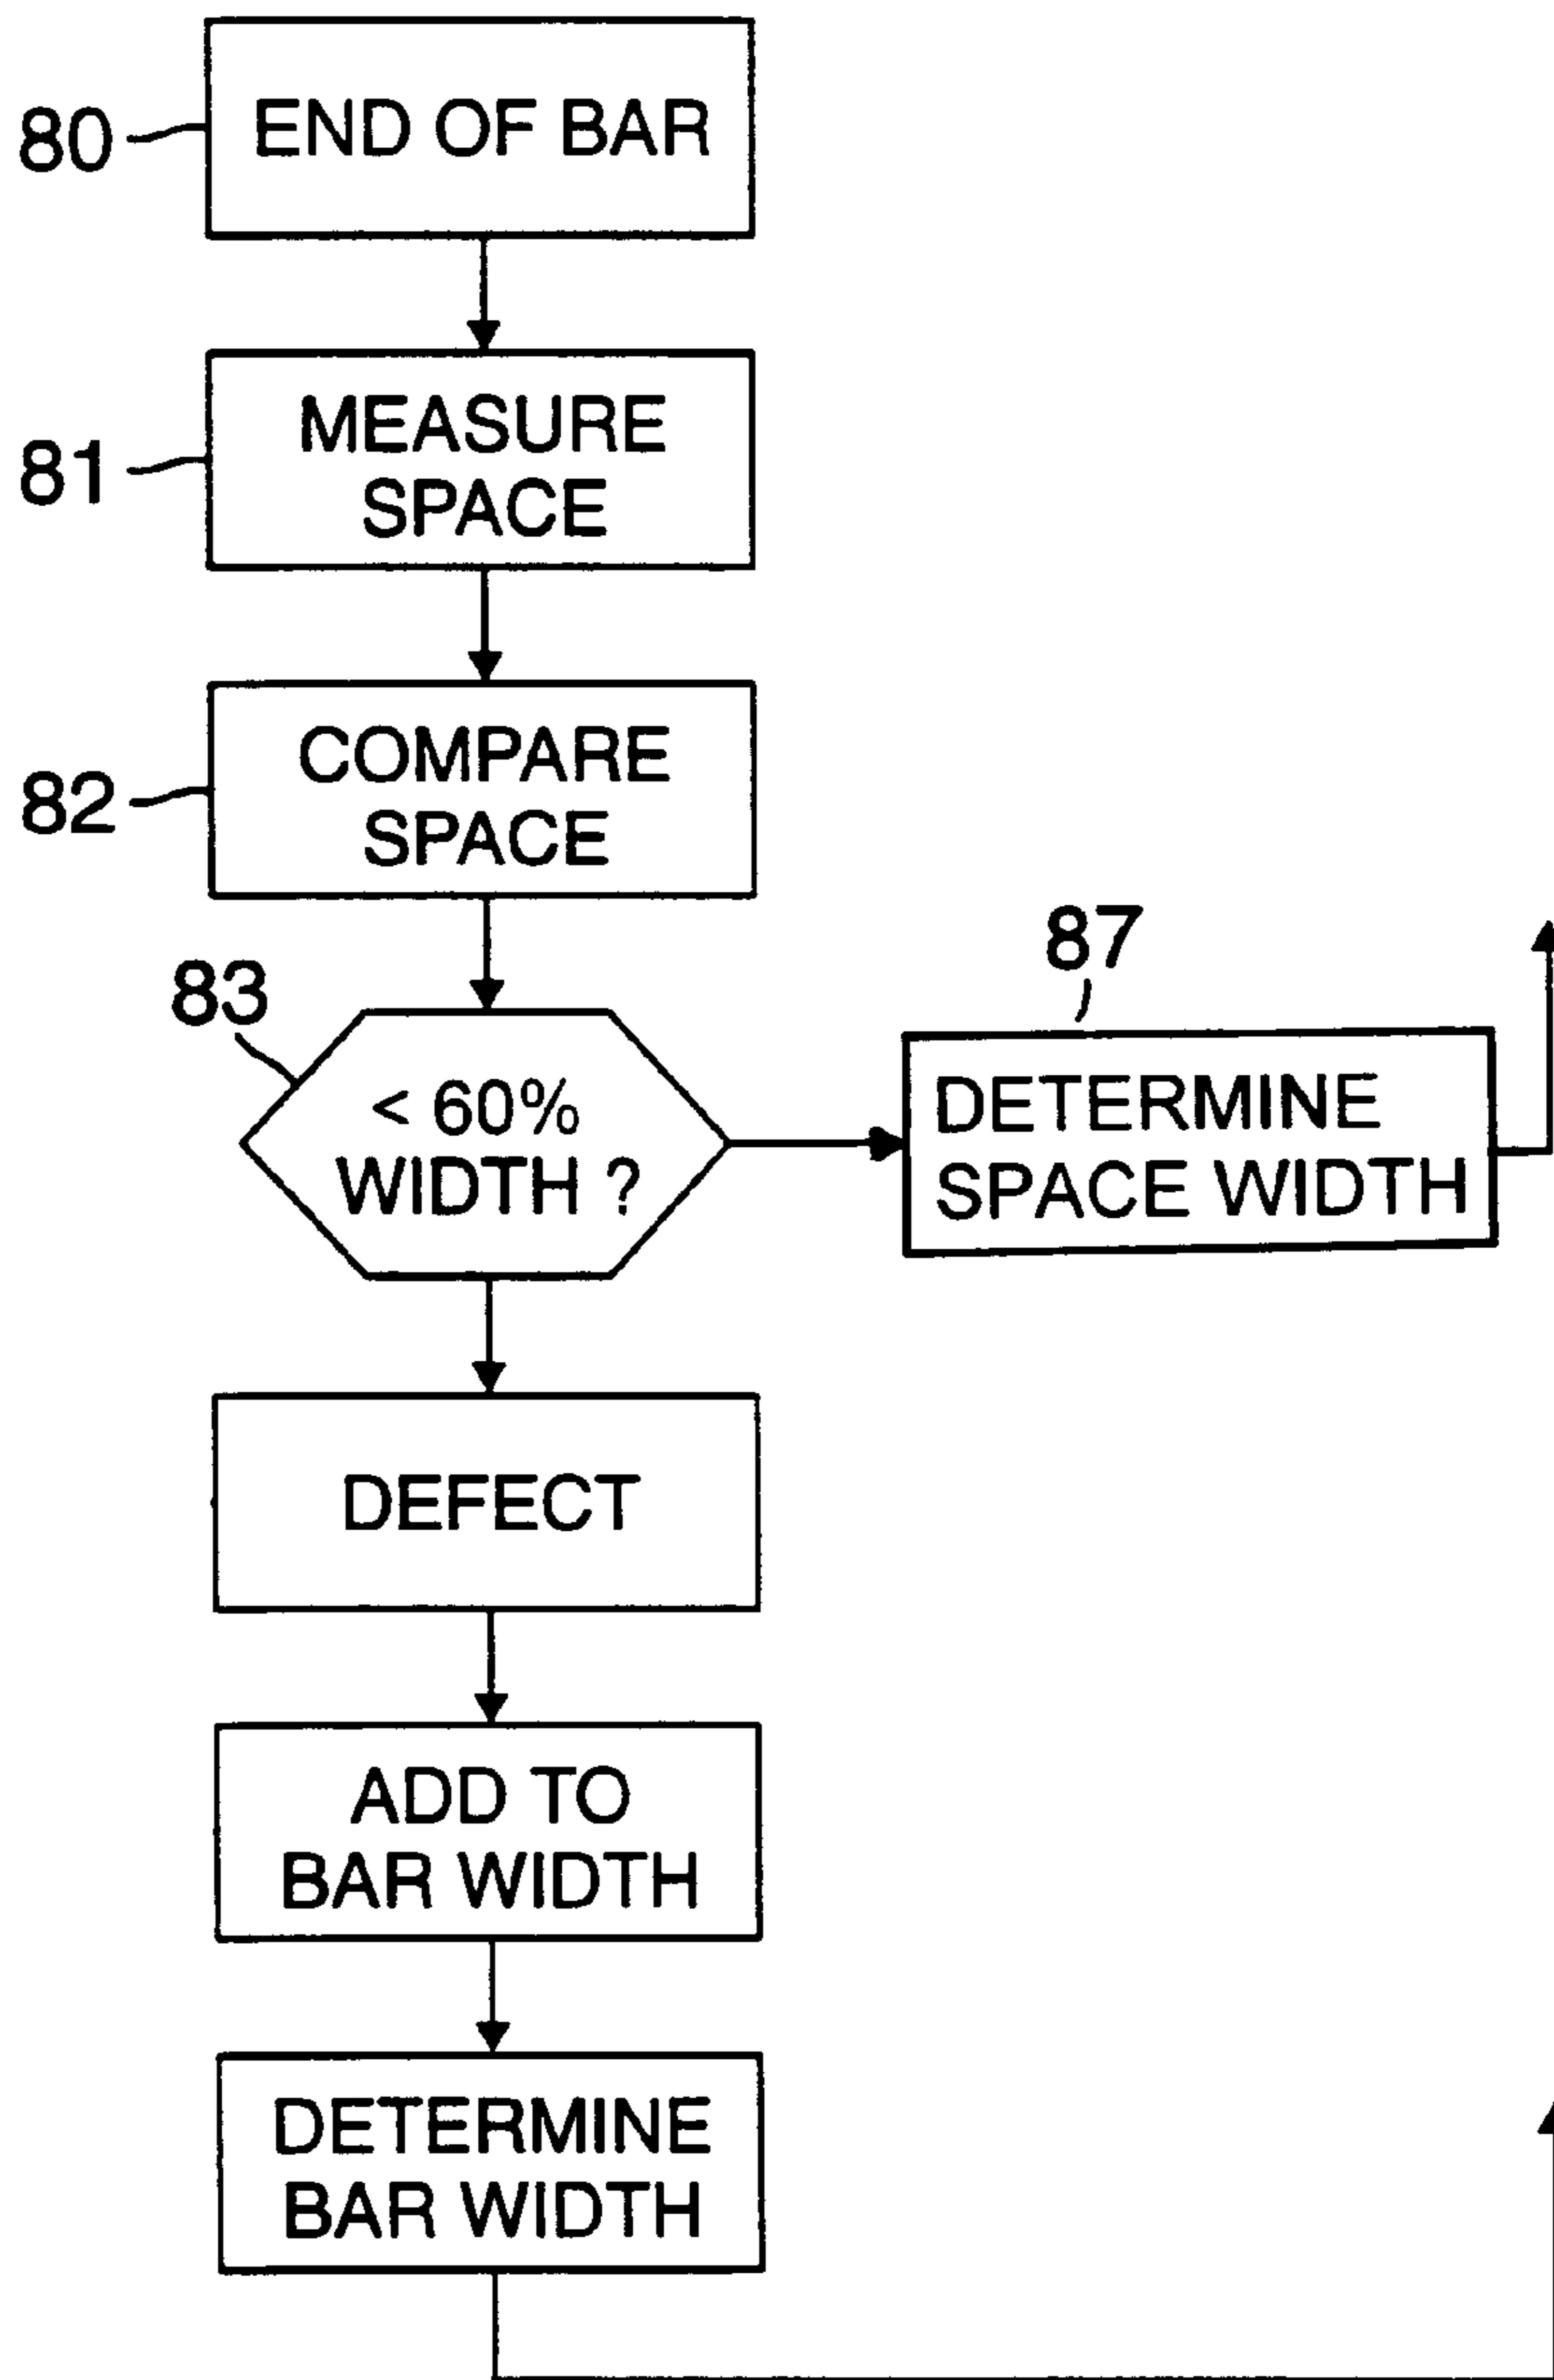 80
END OF BAR
81
MEASURE
SPACE
82
COMPARE
SPACE
83
< 60%
WIDTH ?
87
DETERMINE
SPACE WIDTH
DEFECT
ADD TO
BAR WIDTH
DETERMINE
BAR WIDTH